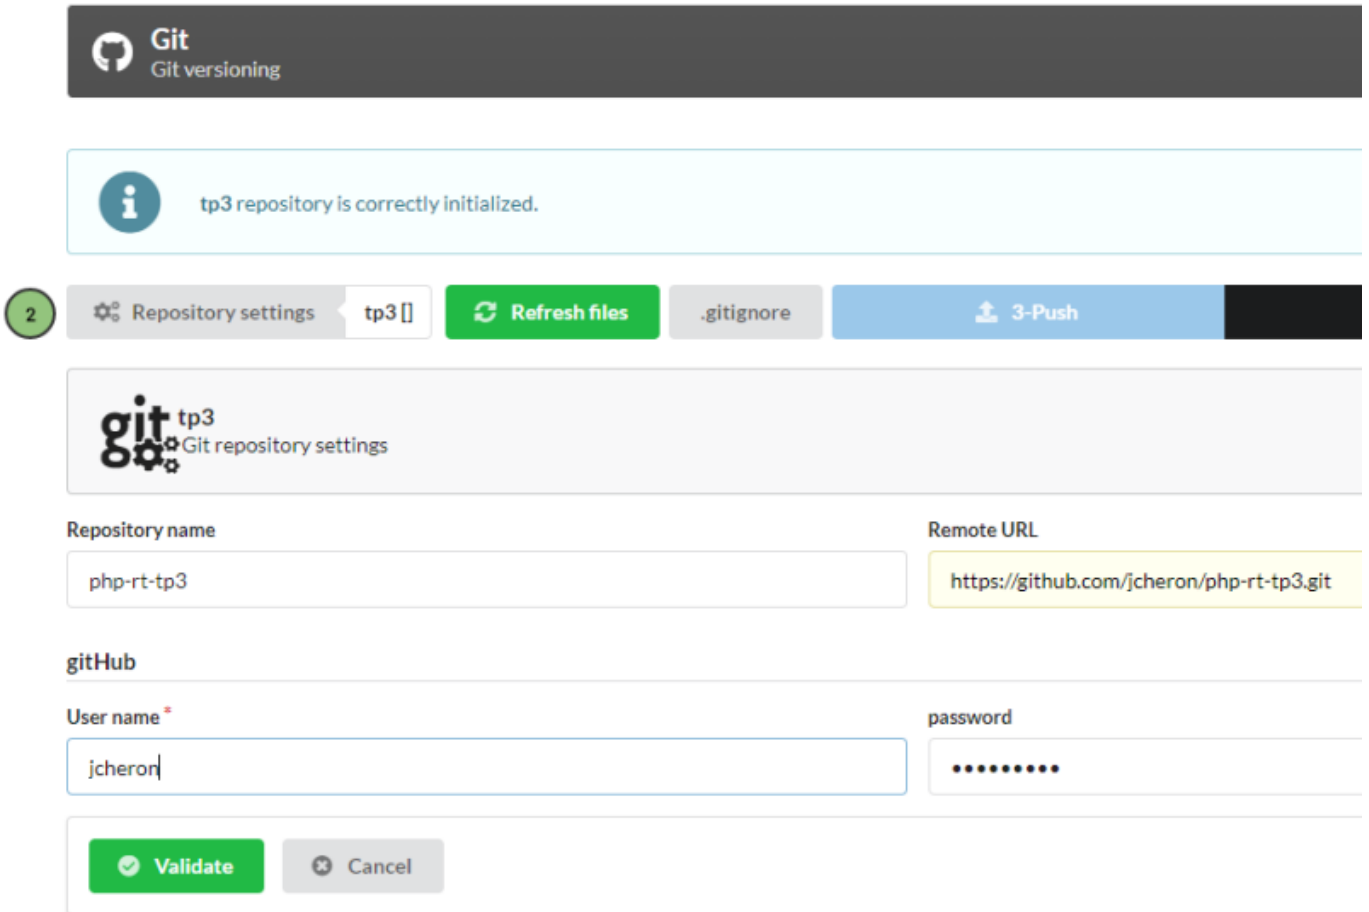 Git
Git versioning
tp3 repository is correctly initialized.
2
Repository settings
tp3 []
Refresh files
.gitignore
3-Push
git
tp3
Git repository settings
Repository name
Remote URL
php-rt-tp3
https://github.com/jcheron/php-rt-tp3.git
gitHub
User name *
password
jcheron
•••••••••
Validate
Cancel